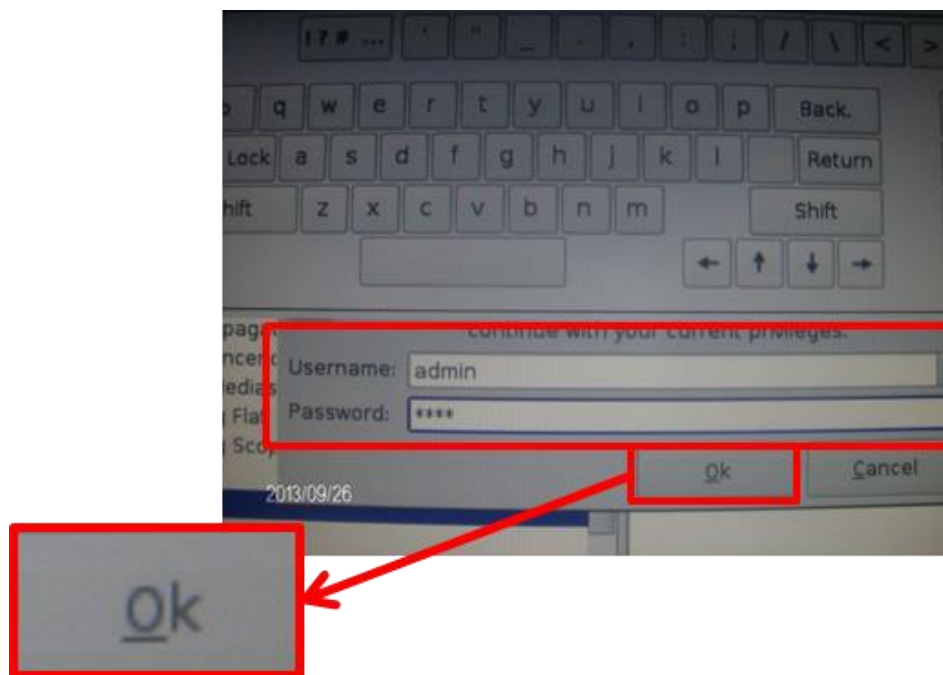 ! ? # ... ' " _ - , : ; / \ < >
q w e r t y u i o p Back.
Lock a s d f g h j k l Return
hift z x c v b n m Shift
← ↑ ↓ →
continue with your current privileges.
Username: admin
Password: ****
Ok Cancel
2013/09/26
Ok